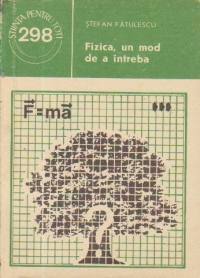 ȘTIINȚA PENTRU TOȚI
298
ȘTEFAN PĂTULESCU
Fizica, un mod
de a întreba
F⃗=ma⃗
?